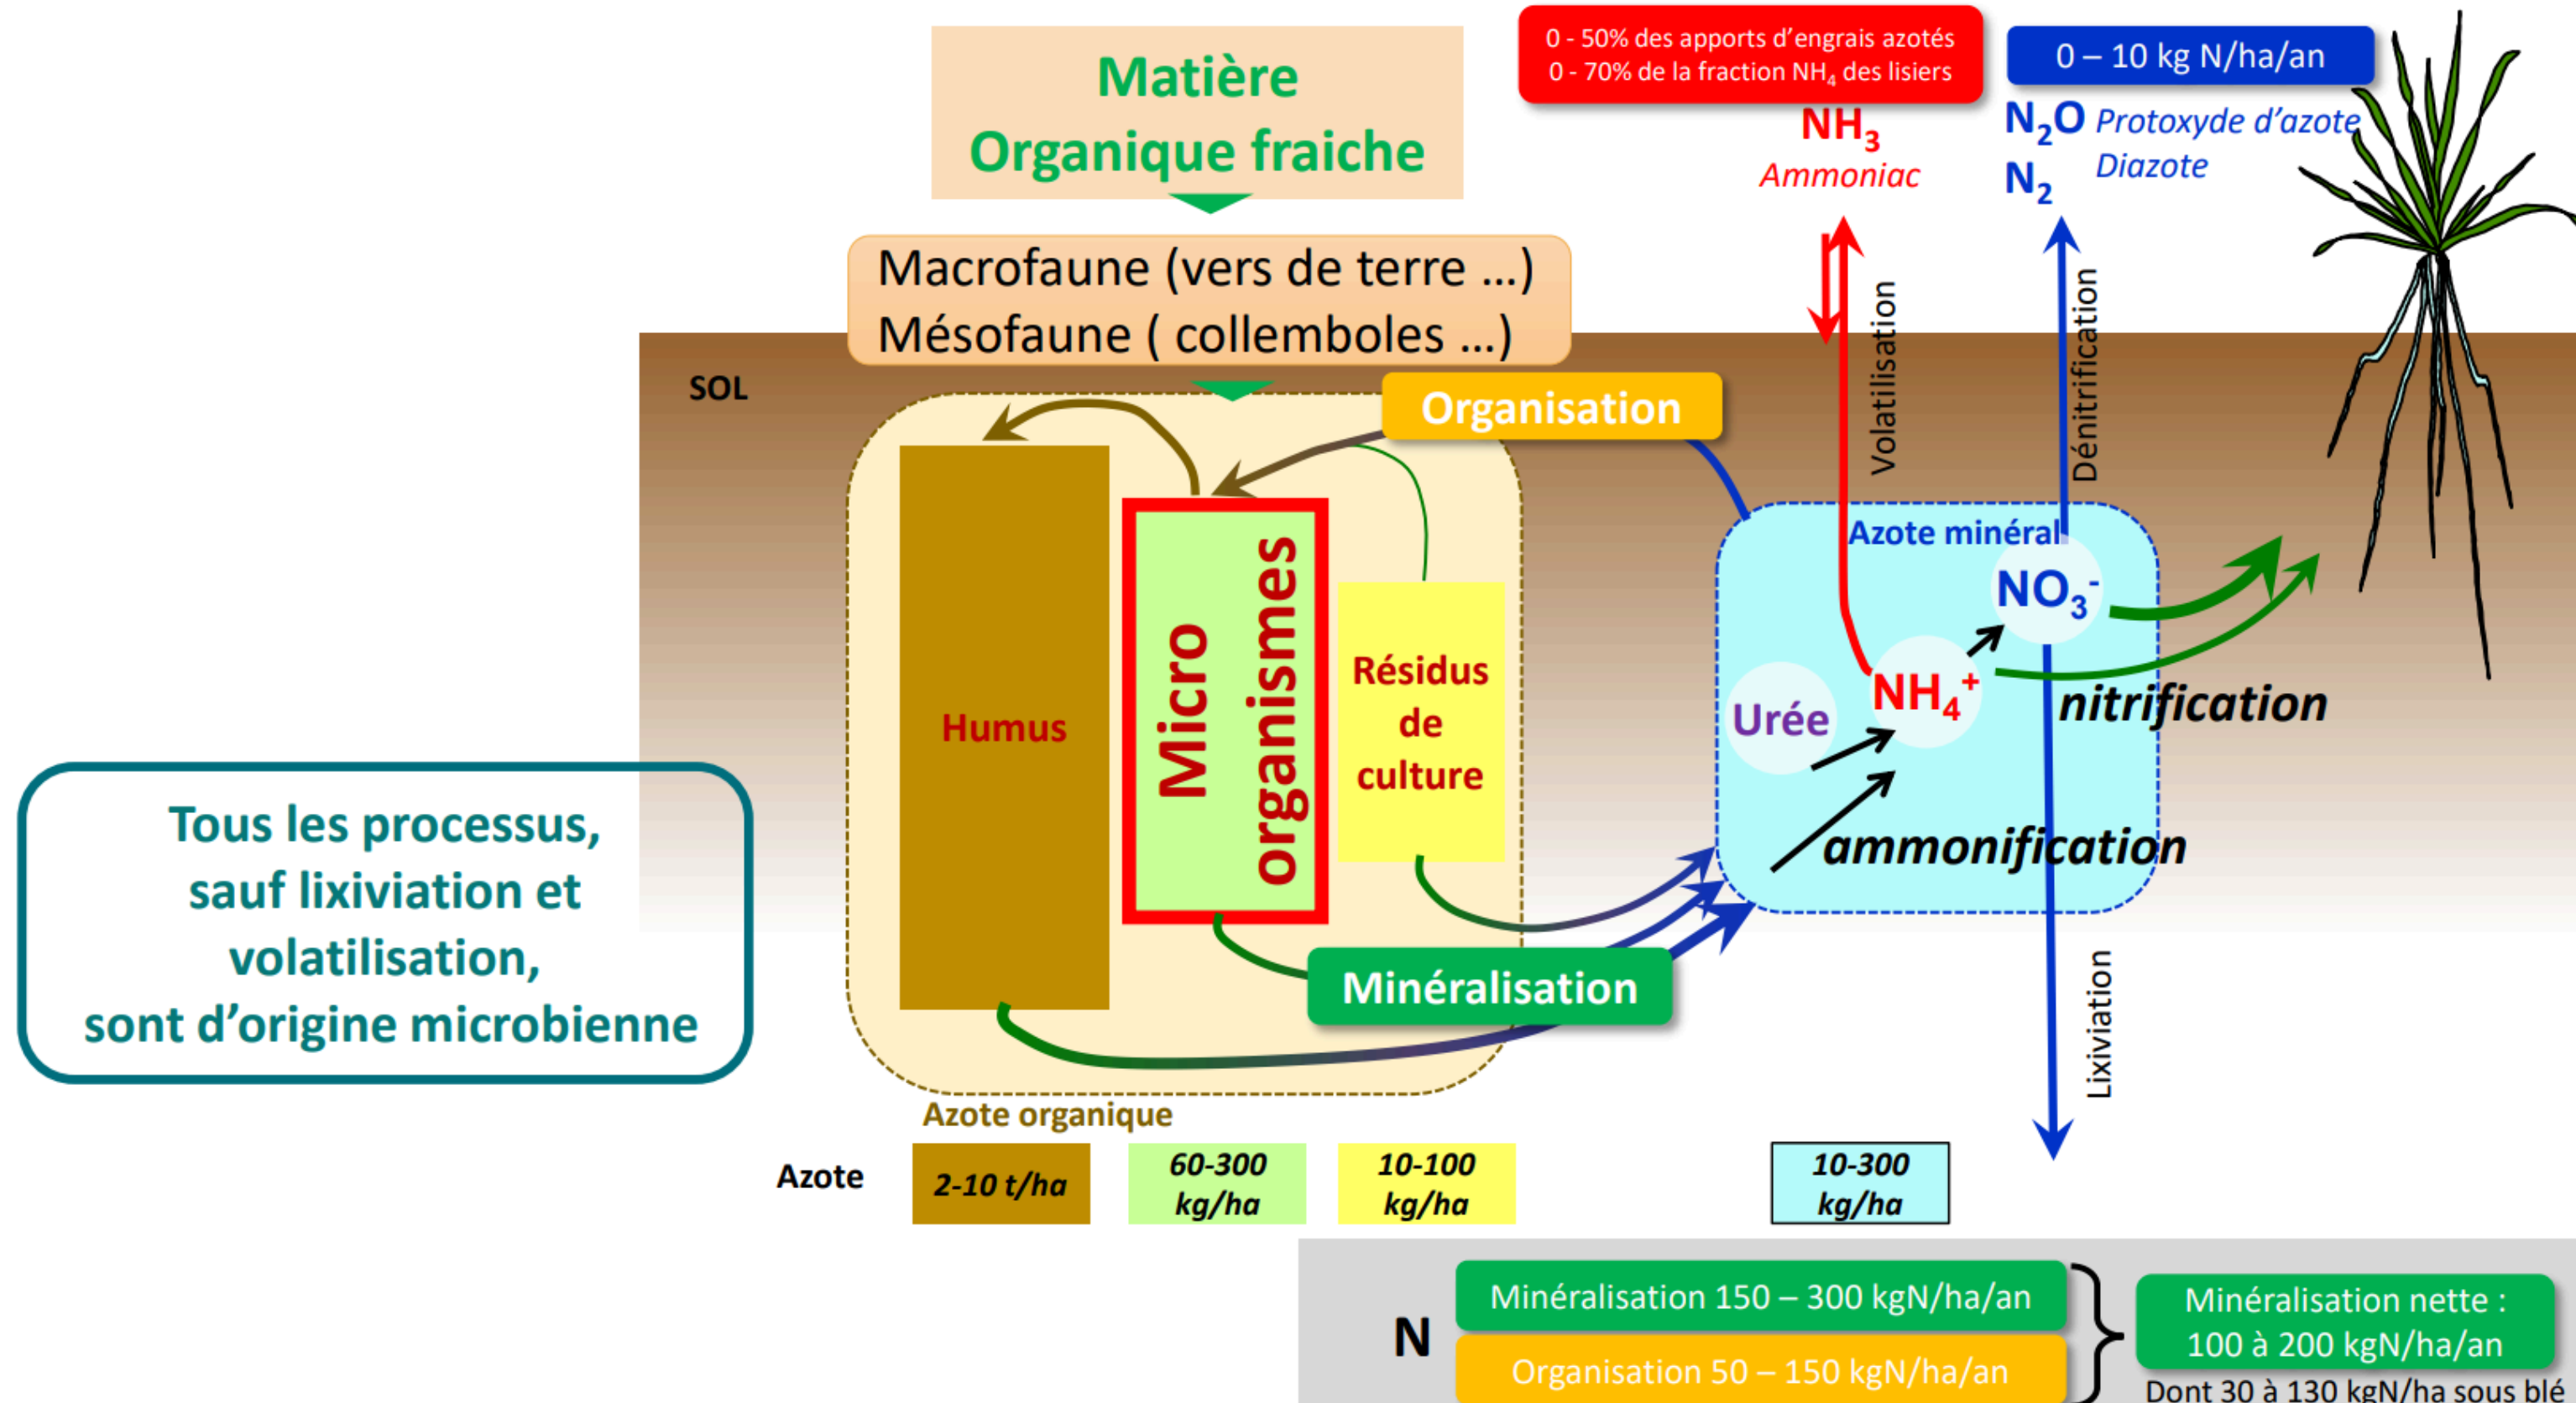 Matière
Organique fraiche
0 - 50% des apports d'engrais azotés
0 - 70% de la fraction NH₄ des lisiers
NH₃
Ammoniac
0 – 10 kg N/ha/an
N₂O Protoxyde d'azote
N₂ Diazote
Macrofaune (vers de terre ...)
Mésofaune ( collemboles ...)
SOL
Organisation
Volatilisation
Dénitrification
Humus
Micro
organismes
Résidus
de
culture
Azote minéral
NO₃⁻
NH₄⁺
Urée
nitrification
ammonification
Tous les processus,
sauf lixiviation et
volatilisation,
sont d'origine microbienne
Minéralisation
Lixiviation
Azote organique
Azote
2-10 t/ha
60-300
kg/ha
10-100
kg/ha
10-300
kg/ha
N
Minéralisation 150 – 300 kgN/ha/an
Organisation 50 – 150 kgN/ha/an
Minéralisation nette :
100 à 200 kgN/ha/an
Dont 30 à 130 kgN/ha sous blé